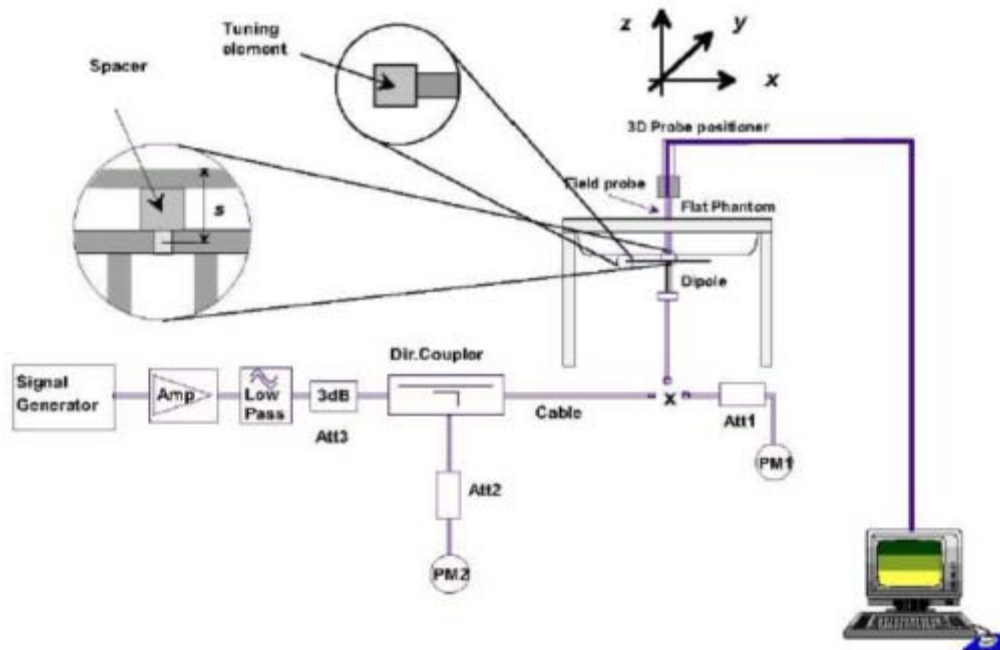 Tuning
element
Spacer
s
z
y
x
3D Probe positioner
Field probe
Flat Phantom
Dipole
Dir.Coupler
Signal
Generator
Amp
Low
Pass
3dB
Att3
Cable
x
Att1
PM1
Att2
PM2